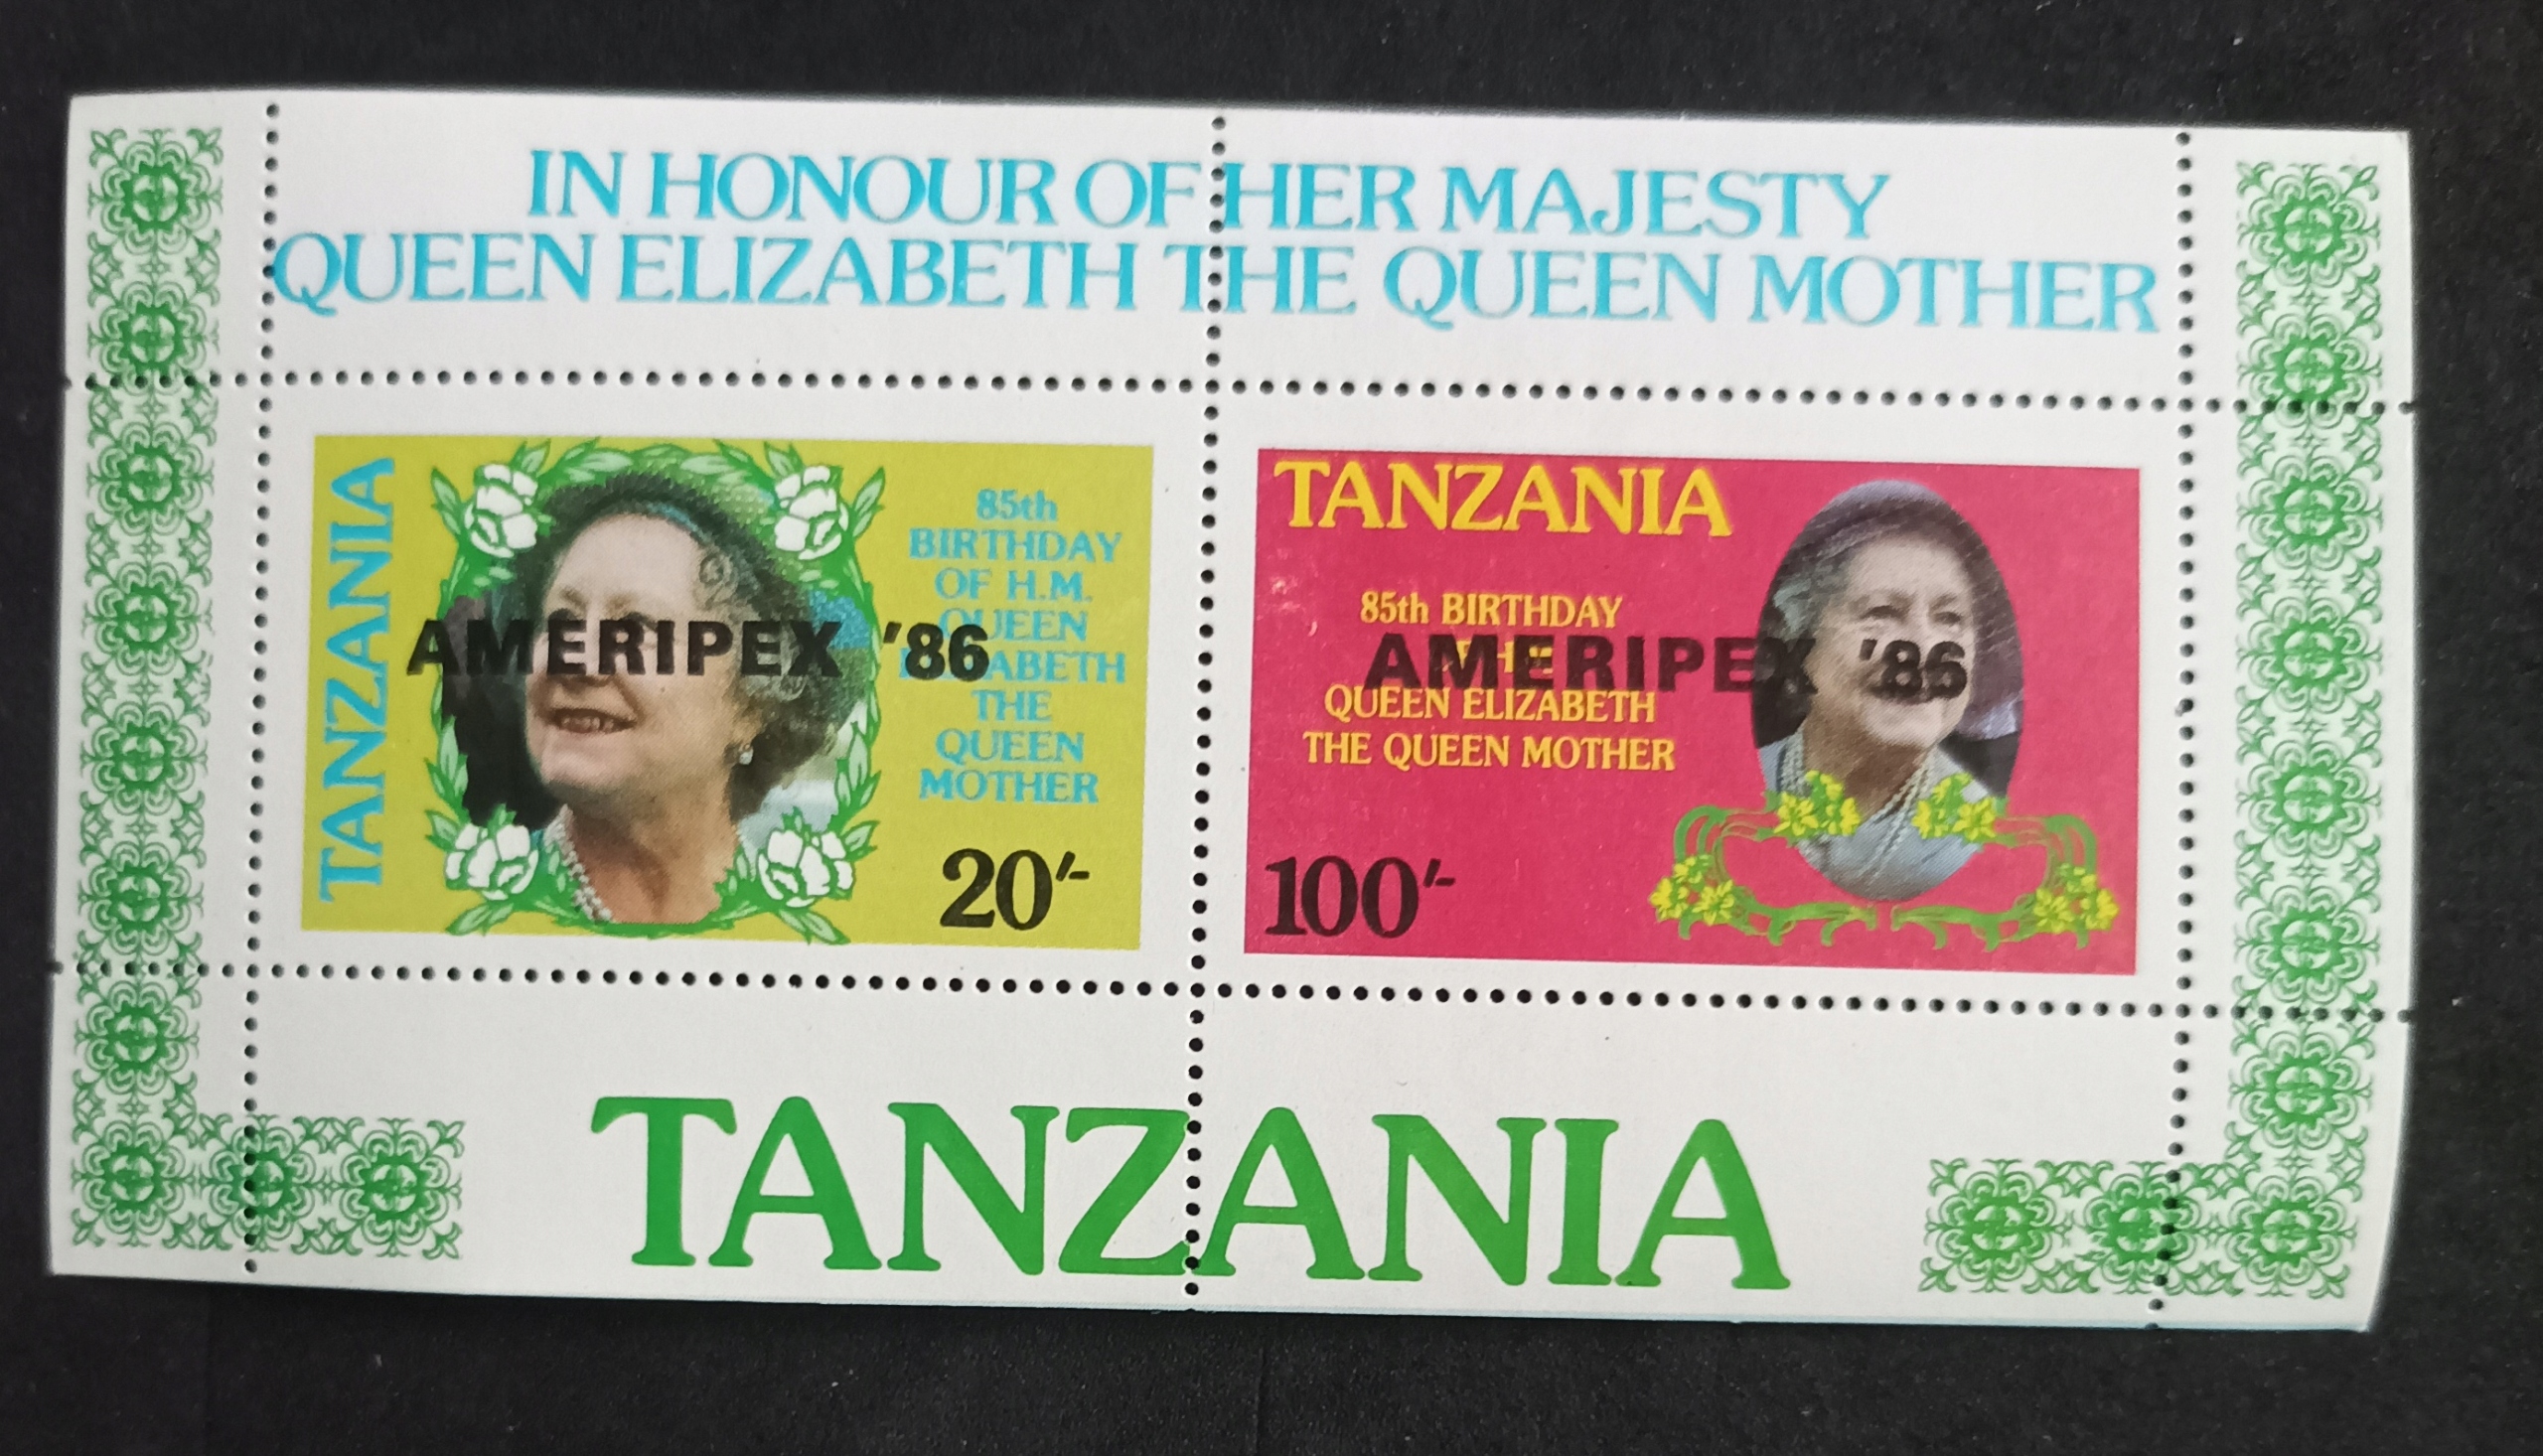 IN HONOUR OF HER MAJESTY
QUEEN ELIZABETH THE QUEEN MOTHER
TANZANIA
85th
BIRTHDAY
OF H.M.
QUEEN
ELIZABETH
THE
QUEEN
MOTHER
AMERIPEX '86
20/-
TANZANIA
85th BIRTHDAY
AMERIPEX '86
QUEEN ELIZABETH
THE QUEEN MOTHER
100/-
TANZANIA